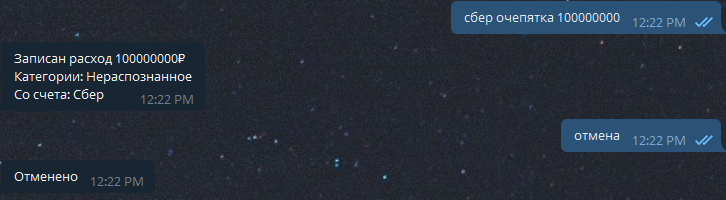 сбер очепятка 100000000 12:22 PM
Записан расход 100000000₽
Категории: Нераспознанное
Со счета: Сбер 12:22 PM
отмена 12:22 PM
Отменено 12:22 PM